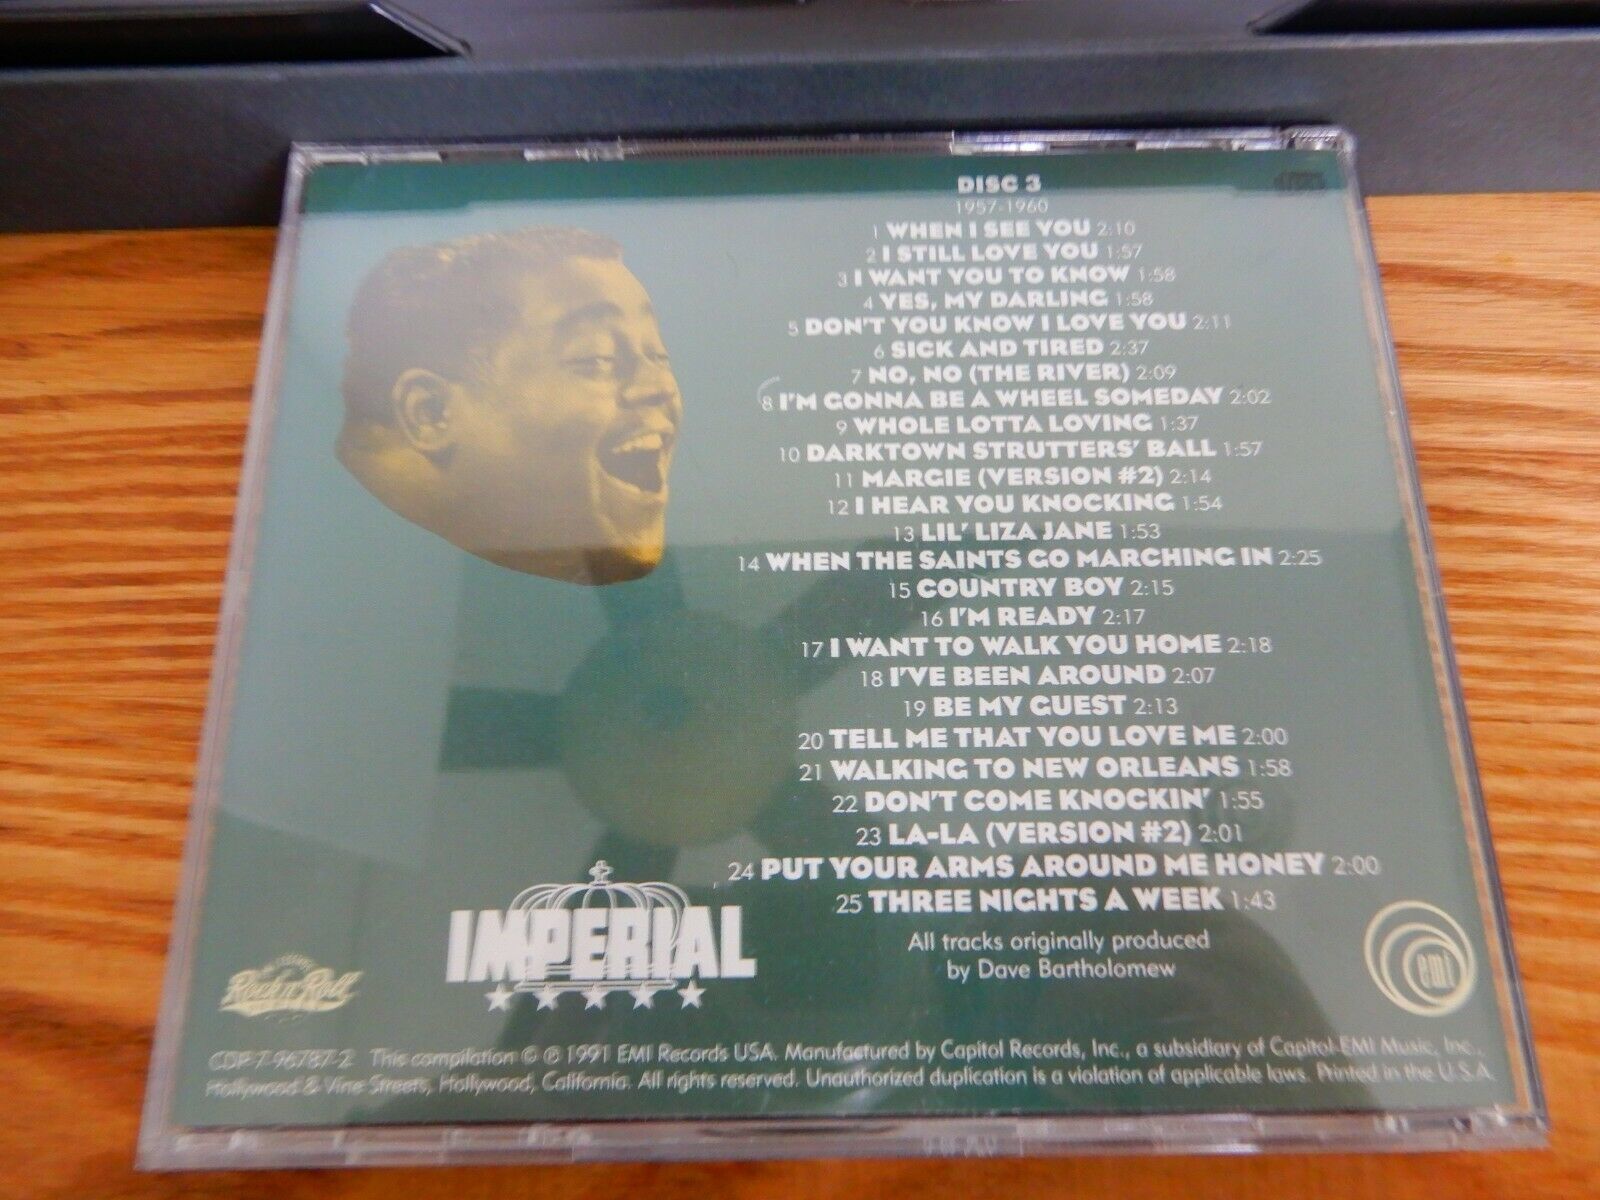 DISC 3
1957-1960
1 WHEN I SEE YOU 2:10
2 I STILL LOVE YOU 1:57
3 I WANT YOU TO KNOW 1:58
4 YES, MY DARLING 1:58
5 DON'T YOU KNOW I LOVE YOU 2:11
6 SICK AND TIRED 2:37
7 NO, NO (THE RIVER) 2:09
8 I'M GONNA BE A WHEEL SOMEDAY 2:02
9 WHOLE LOTTA LOVING 1:37
10 DARKTOWN STRUTTERS' BALL 1:57
11 MARGIE (VERSION #2) 2:14
12 I HEAR YOU KNOCKING 1:54
13 LIL' LIZA JANE 1:53
14 WHEN THE SAINTS GO MARCHING IN 2:25
15 COUNTRY BOY 2:15
16 I'M READY 2:17
17 I WANT TO WALK YOU HOME 2:18
18 I'VE BEEN AROUND 2:07
19 BE MY GUEST 2:13
20 TELL ME THAT YOU LOVE ME 2:00
21 WALKING TO NEW ORLEANS 1:58
22 DON'T COME KNOCKIN' 1:55
23 LA-LA (VERSION #2) 2:01
24 PUT YOUR ARMS AROUND ME HONEY 2:00
25 THREE NIGHTS A WEEK 1:43
All tracks originally produced
by Dave Bartholomew
IMPERIAL
Rock n' Roll
emi
CDP-7-96787-2 This compilation © ℗ 1991 EMI Records USA. Manufactured by Capitol Records, Inc., a subsidiary of Capitol-EMI Music, Inc.,
Hollywood & Vine Streets, Hollywood, California. All rights reserved. Unauthorized duplication is a violation of applicable laws. Printed in the U.S.A.